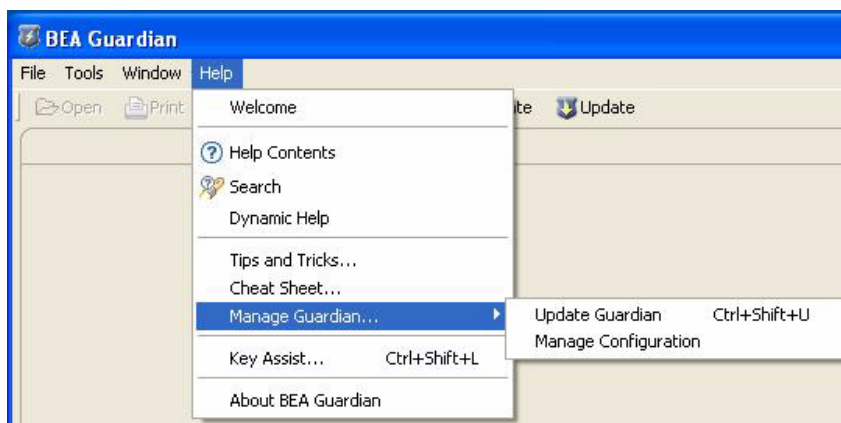 BEA Guardian
File Tools Window Help
Open Print ate Update
Welcome
Help Contents
Search
Dynamic Help
Tips and Tricks...
Cheat Sheet...
Manage Guardian...
Update Guardian Ctrl+Shift+U
Manage Configuration
Key Assist... Ctrl+Shift+L
About BEA Guardian